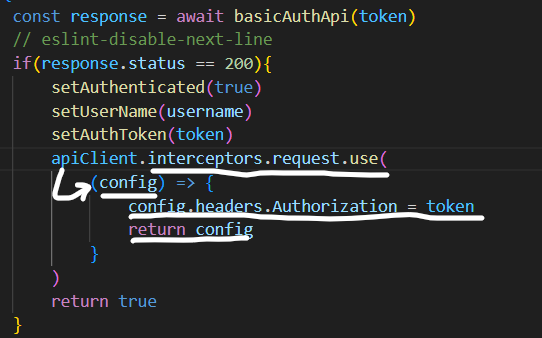 const response = await basicAuthApi(token)
// eslint-disable-next-line
if(response.status == 200){
setAuthenticated(true)
setUserName(username)
setAuthToken(token)
apiClient.interceptors.request.use(
(config) => {
config.headers.Authorization = token
return config
}
)
return true
}